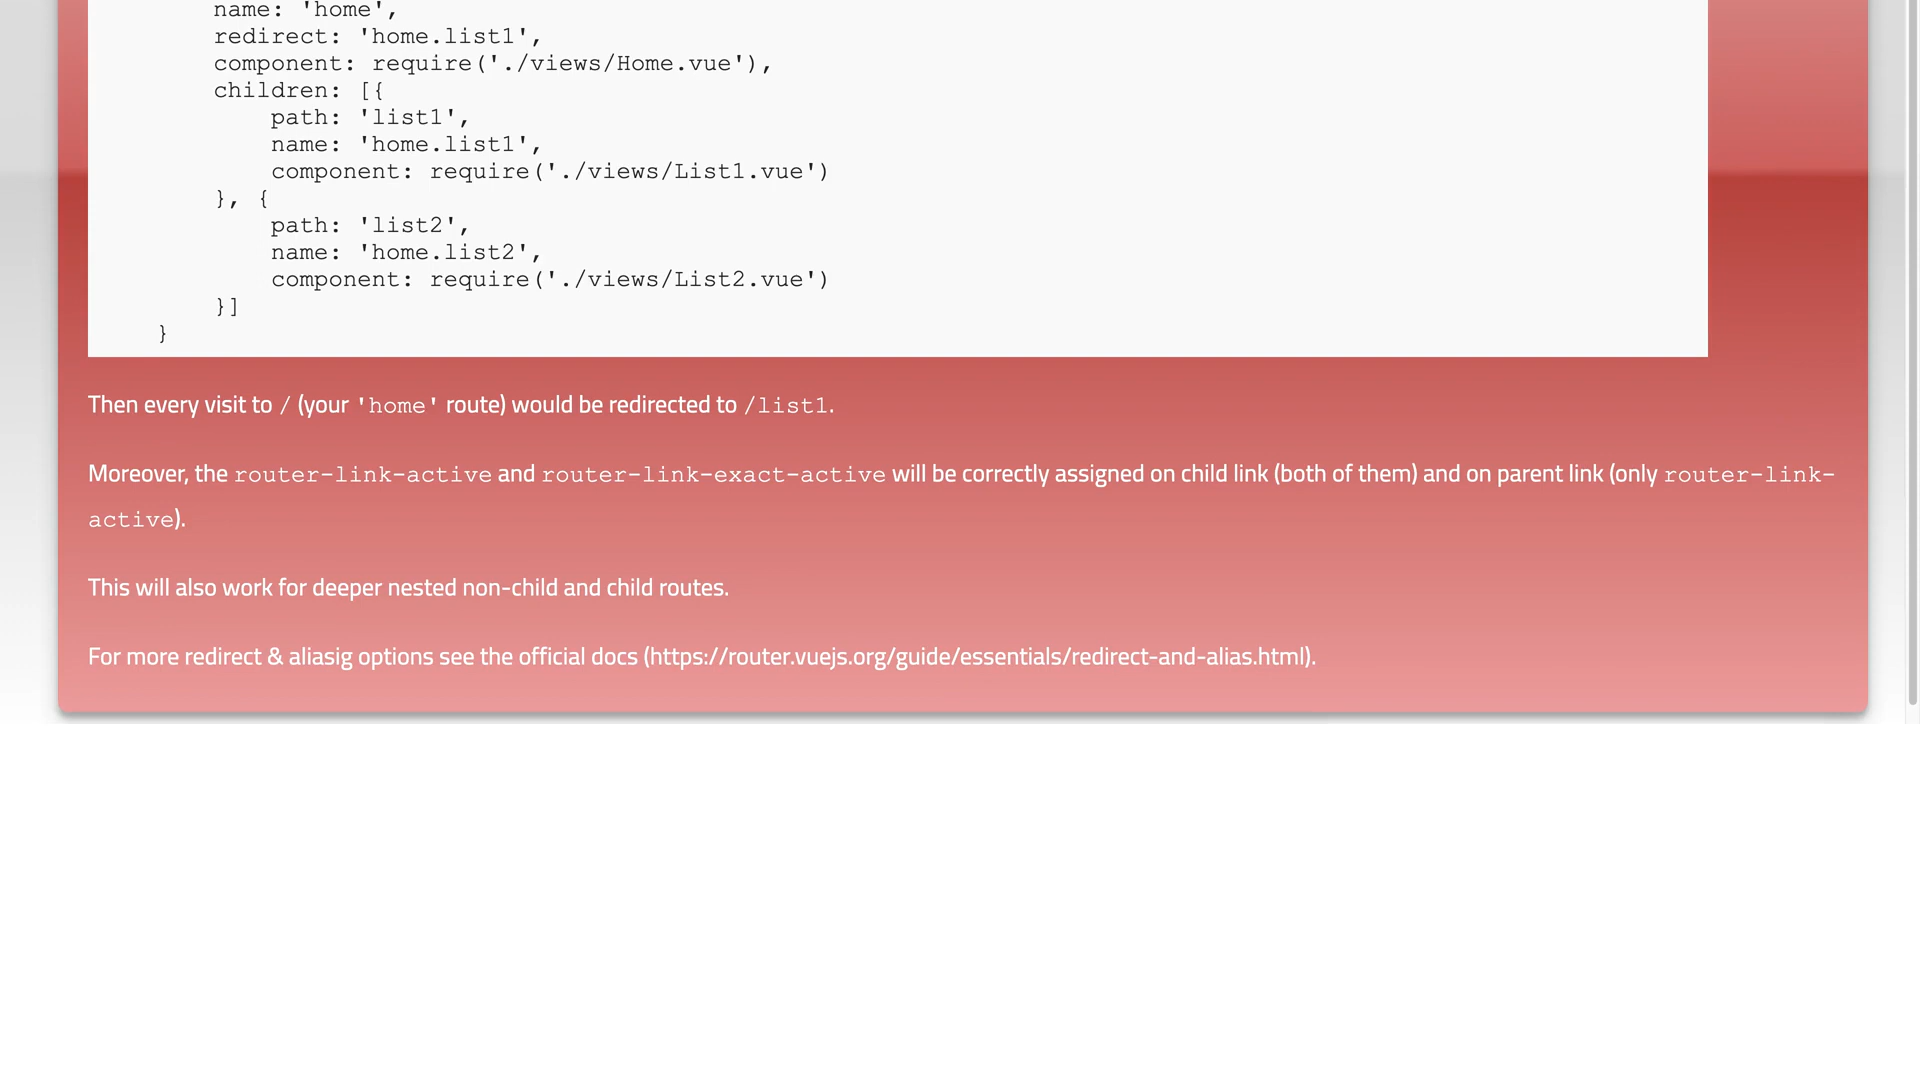 name: 'home',
redirect: 'home.list1',
component: require('./views/Home.vue'),
children: [{
path: 'list1',
name: 'home.list1',
component: require('./views/List1.vue')
}, {
path: 'list2',
name: 'home.list2',
component: require('./views/List2.vue')
}]
}
Then every visit to / (your 'home' route) would be redirected to /list1.
Moreover, the router-link-active and router-link-exact-active will be correctly assigned on child link (both of them) and on parent link (only router-link-
active).
This will also work for deeper nested non-child and child routes.
For more redirect & aliasig options see the official docs (https://router.vuejs.org/guide/essentials/redirect-and-alias.html).